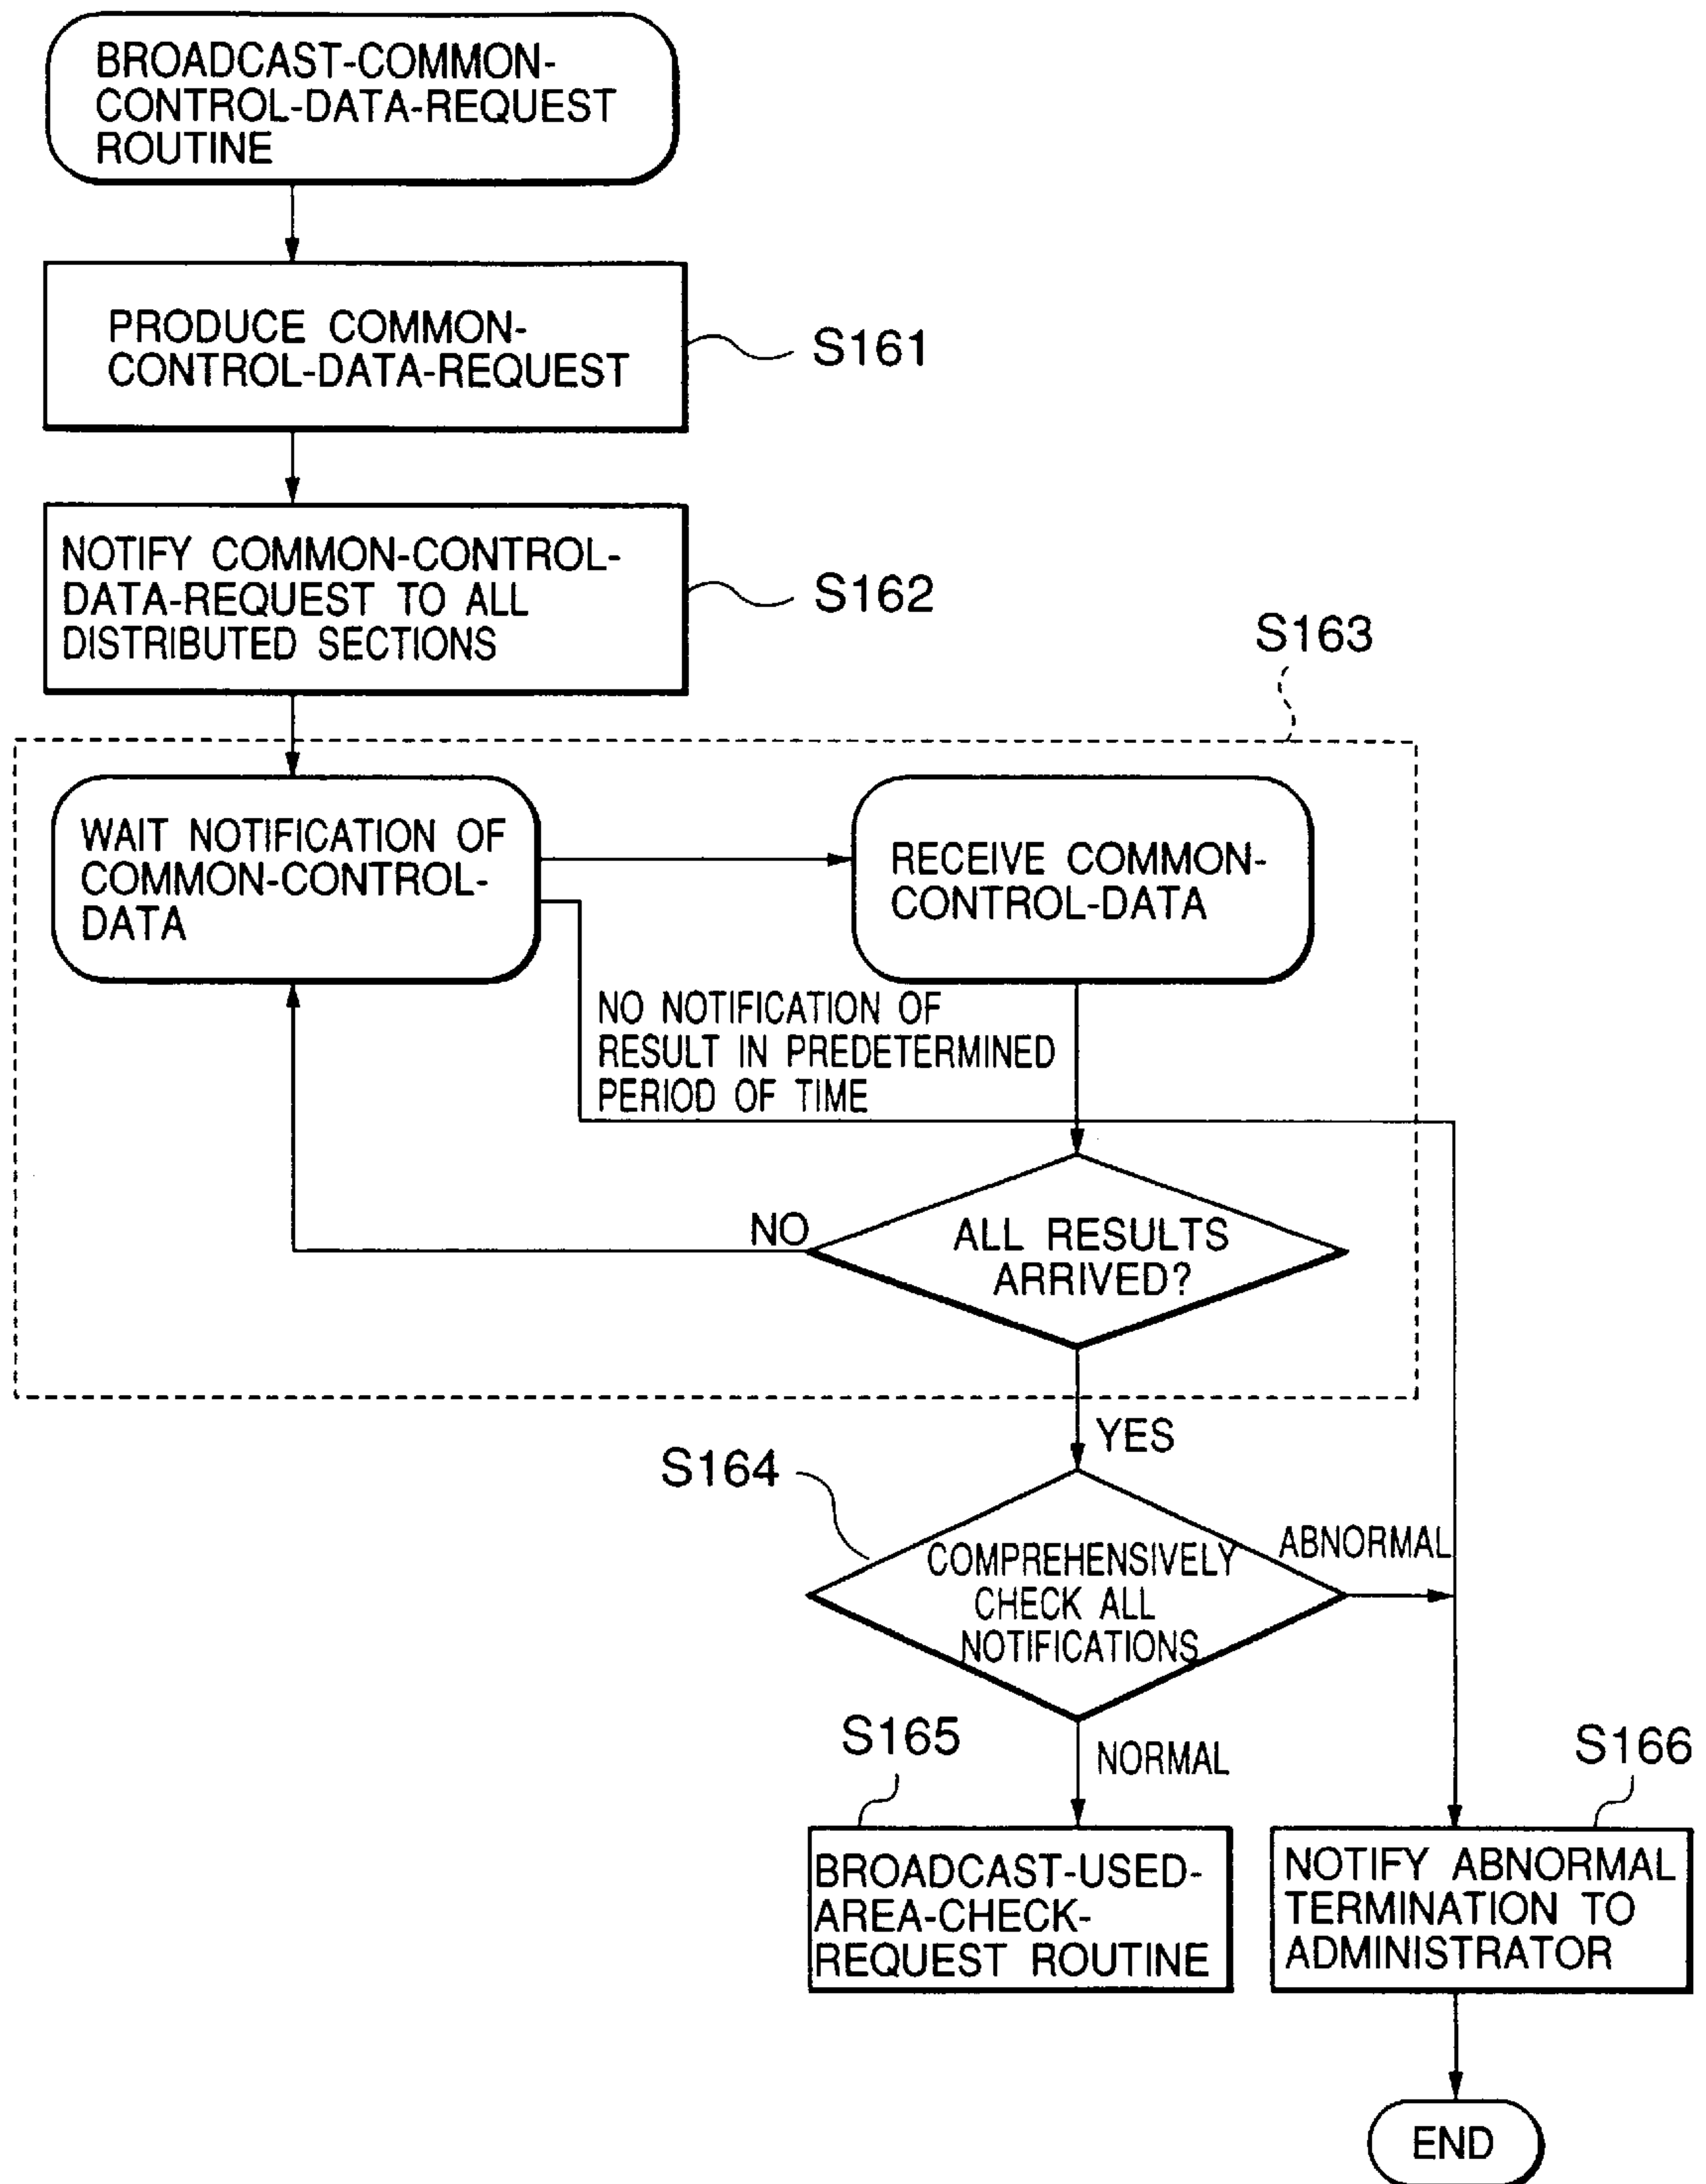 BROADCAST-COMMON-
CONTROL-DATA-REQUEST
ROUTINE
PRODUCE COMMON-
CONTROL-DATA-REQUEST
S161
NOTIFY COMMON-CONTROL-
DATA-REQUEST TO ALL
DISTRIBUTED SECTIONS
S162
S163
WAIT NOTIFICATION OF
COMMON-CONTROL-
DATA
RECEIVE COMMON-
CONTROL-DATA
NO NOTIFICATION OF
RESULT IN PREDETERMINED
PERIOD OF TIME
NO
ALL RESULTS
ARRIVED?
YES
S164
COMPREHENSIVELY
CHECK ALL
NOTIFICATIONS
ABNORMAL
NORMAL
S165
BROADCAST-USED-
AREA-CHECK-
REQUEST ROUTINE
S166
NOTIFY ABNORMAL
TERMINATION TO
ADMINISTRATOR
END